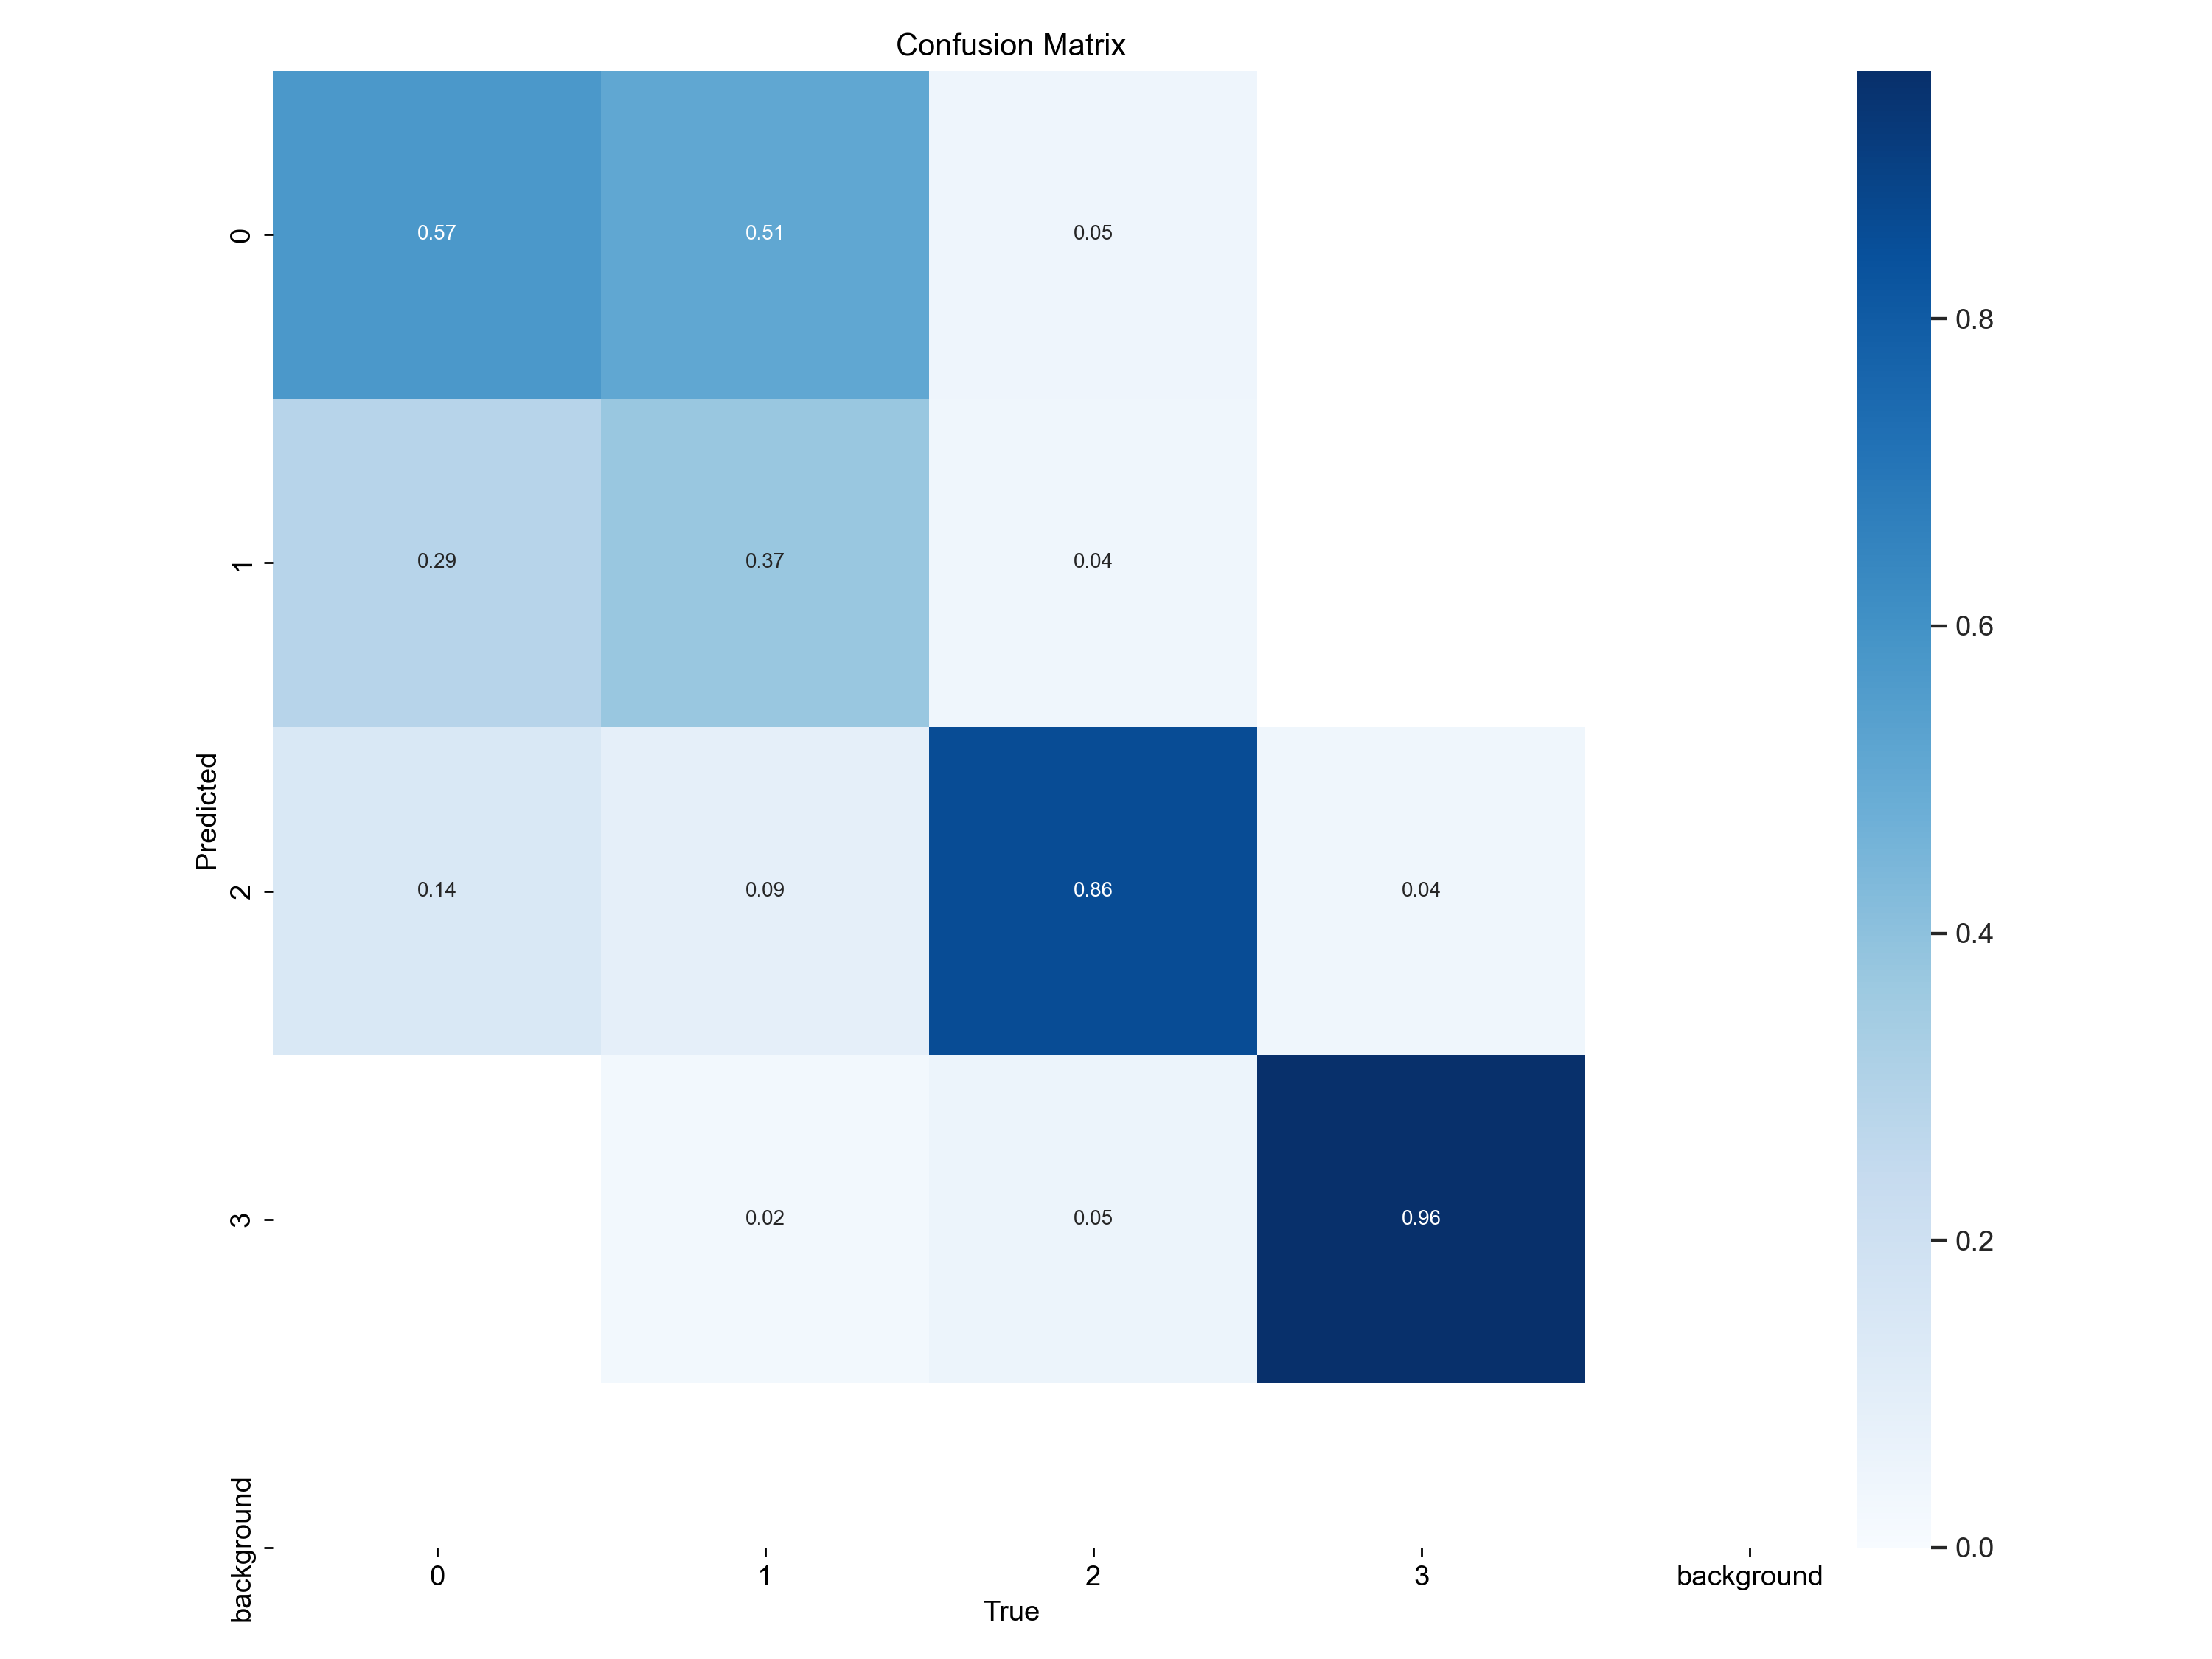 Confusion Matrix
0 0.57 0.51 0.05
1 0.29 0.37 0.04
2 0.14 0.09 0.86 0.04
3 0.02 0.05 0.96
background
Predicted
0 1 2 3 background
True
0.8
0.6
0.4
0.2
0.0